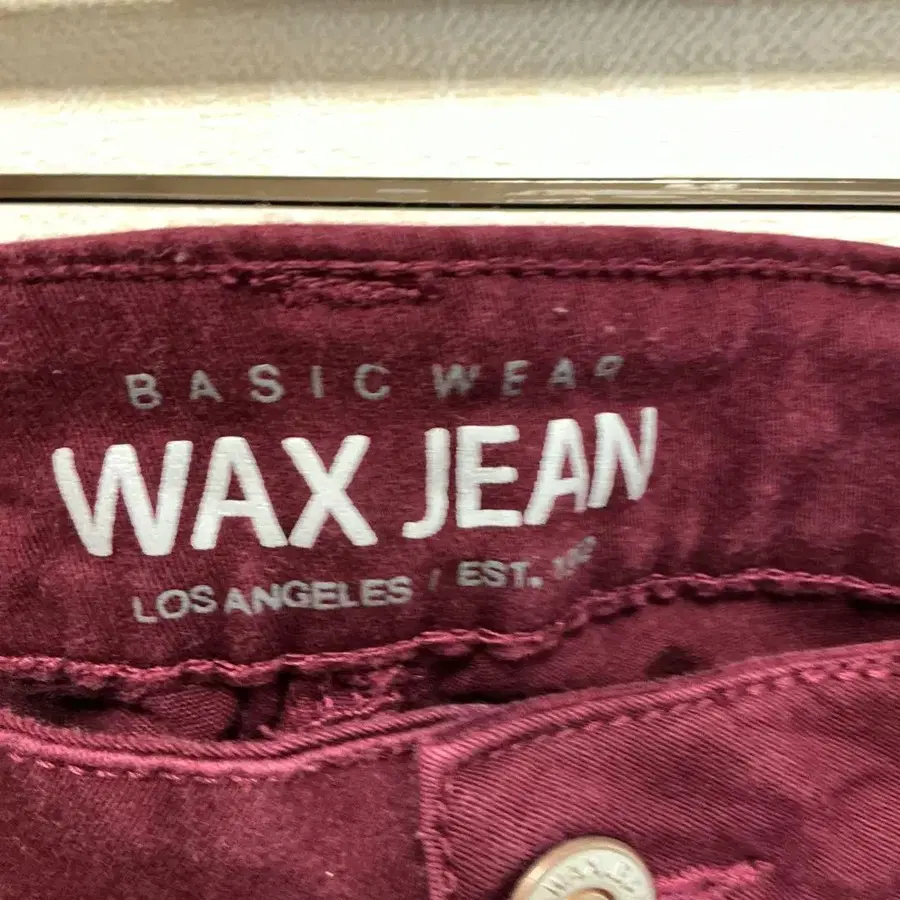 BASIC WEAR
WAX JEAN
LOS ANGELES / EST.